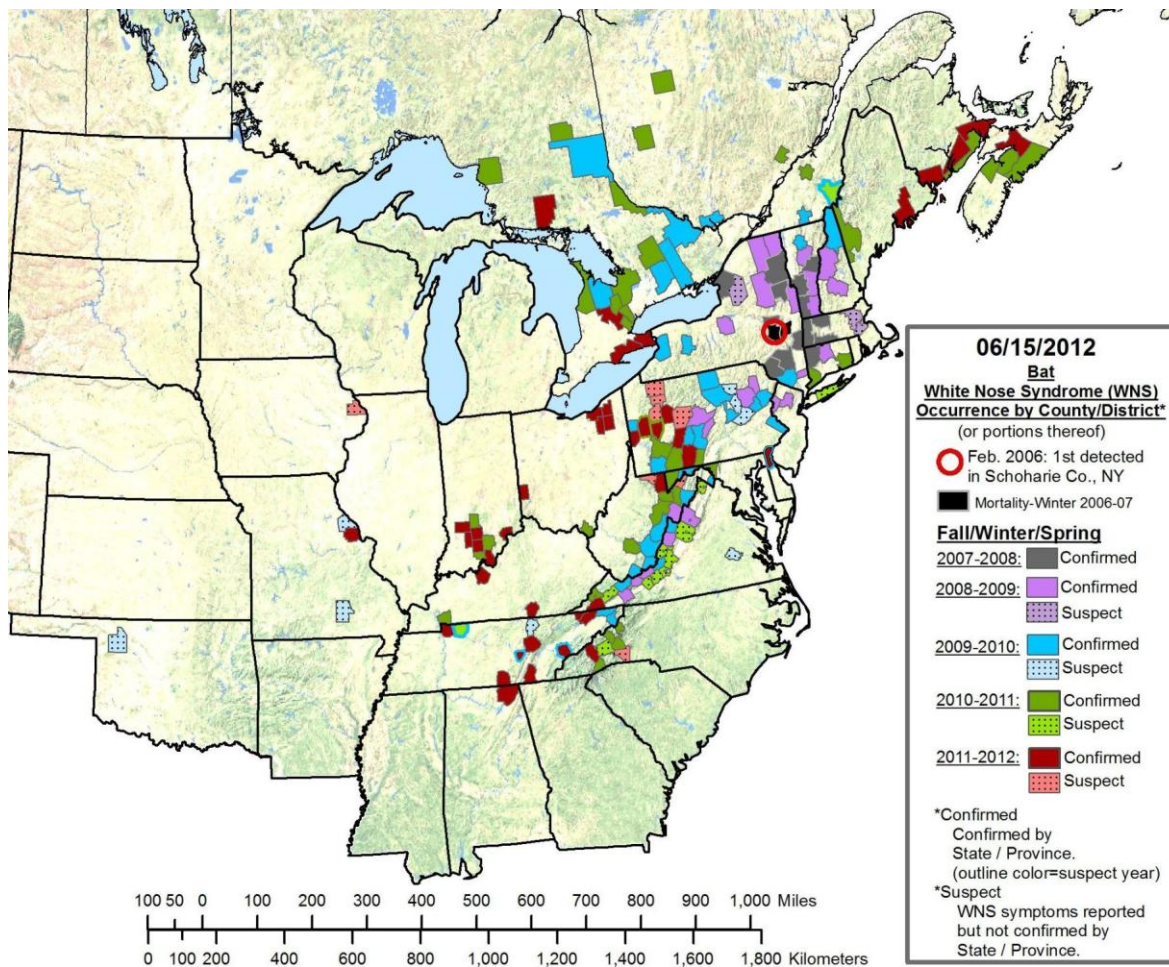 06/15/2012
Bat
White Nose Syndrome (WNS)
Occurrence by County/District*
(or portions thereof)
Feb. 2006: 1st detected
in Schoharie Co., NY
Mortality-Winter 2006-07
Fall/Winter/Spring
2007-2008: Confirmed
2008-2009: Confirmed
Suspect
2009-2010: Confirmed
Suspect
2010-2011: Confirmed
Suspect
2011-2012: Confirmed
Suspect
*Confirmed
Confirmed by
State / Province.
(outline color=suspect year)
*Suspect
WNS symptoms reported
but not confirmed by
State / Province.
100 50 0 100 200 300 400 500 600 700 800 900 1,000 Miles
0 100 200 400 600 800 1,000 1,200 1,400 1,600 1,800 Kilometers